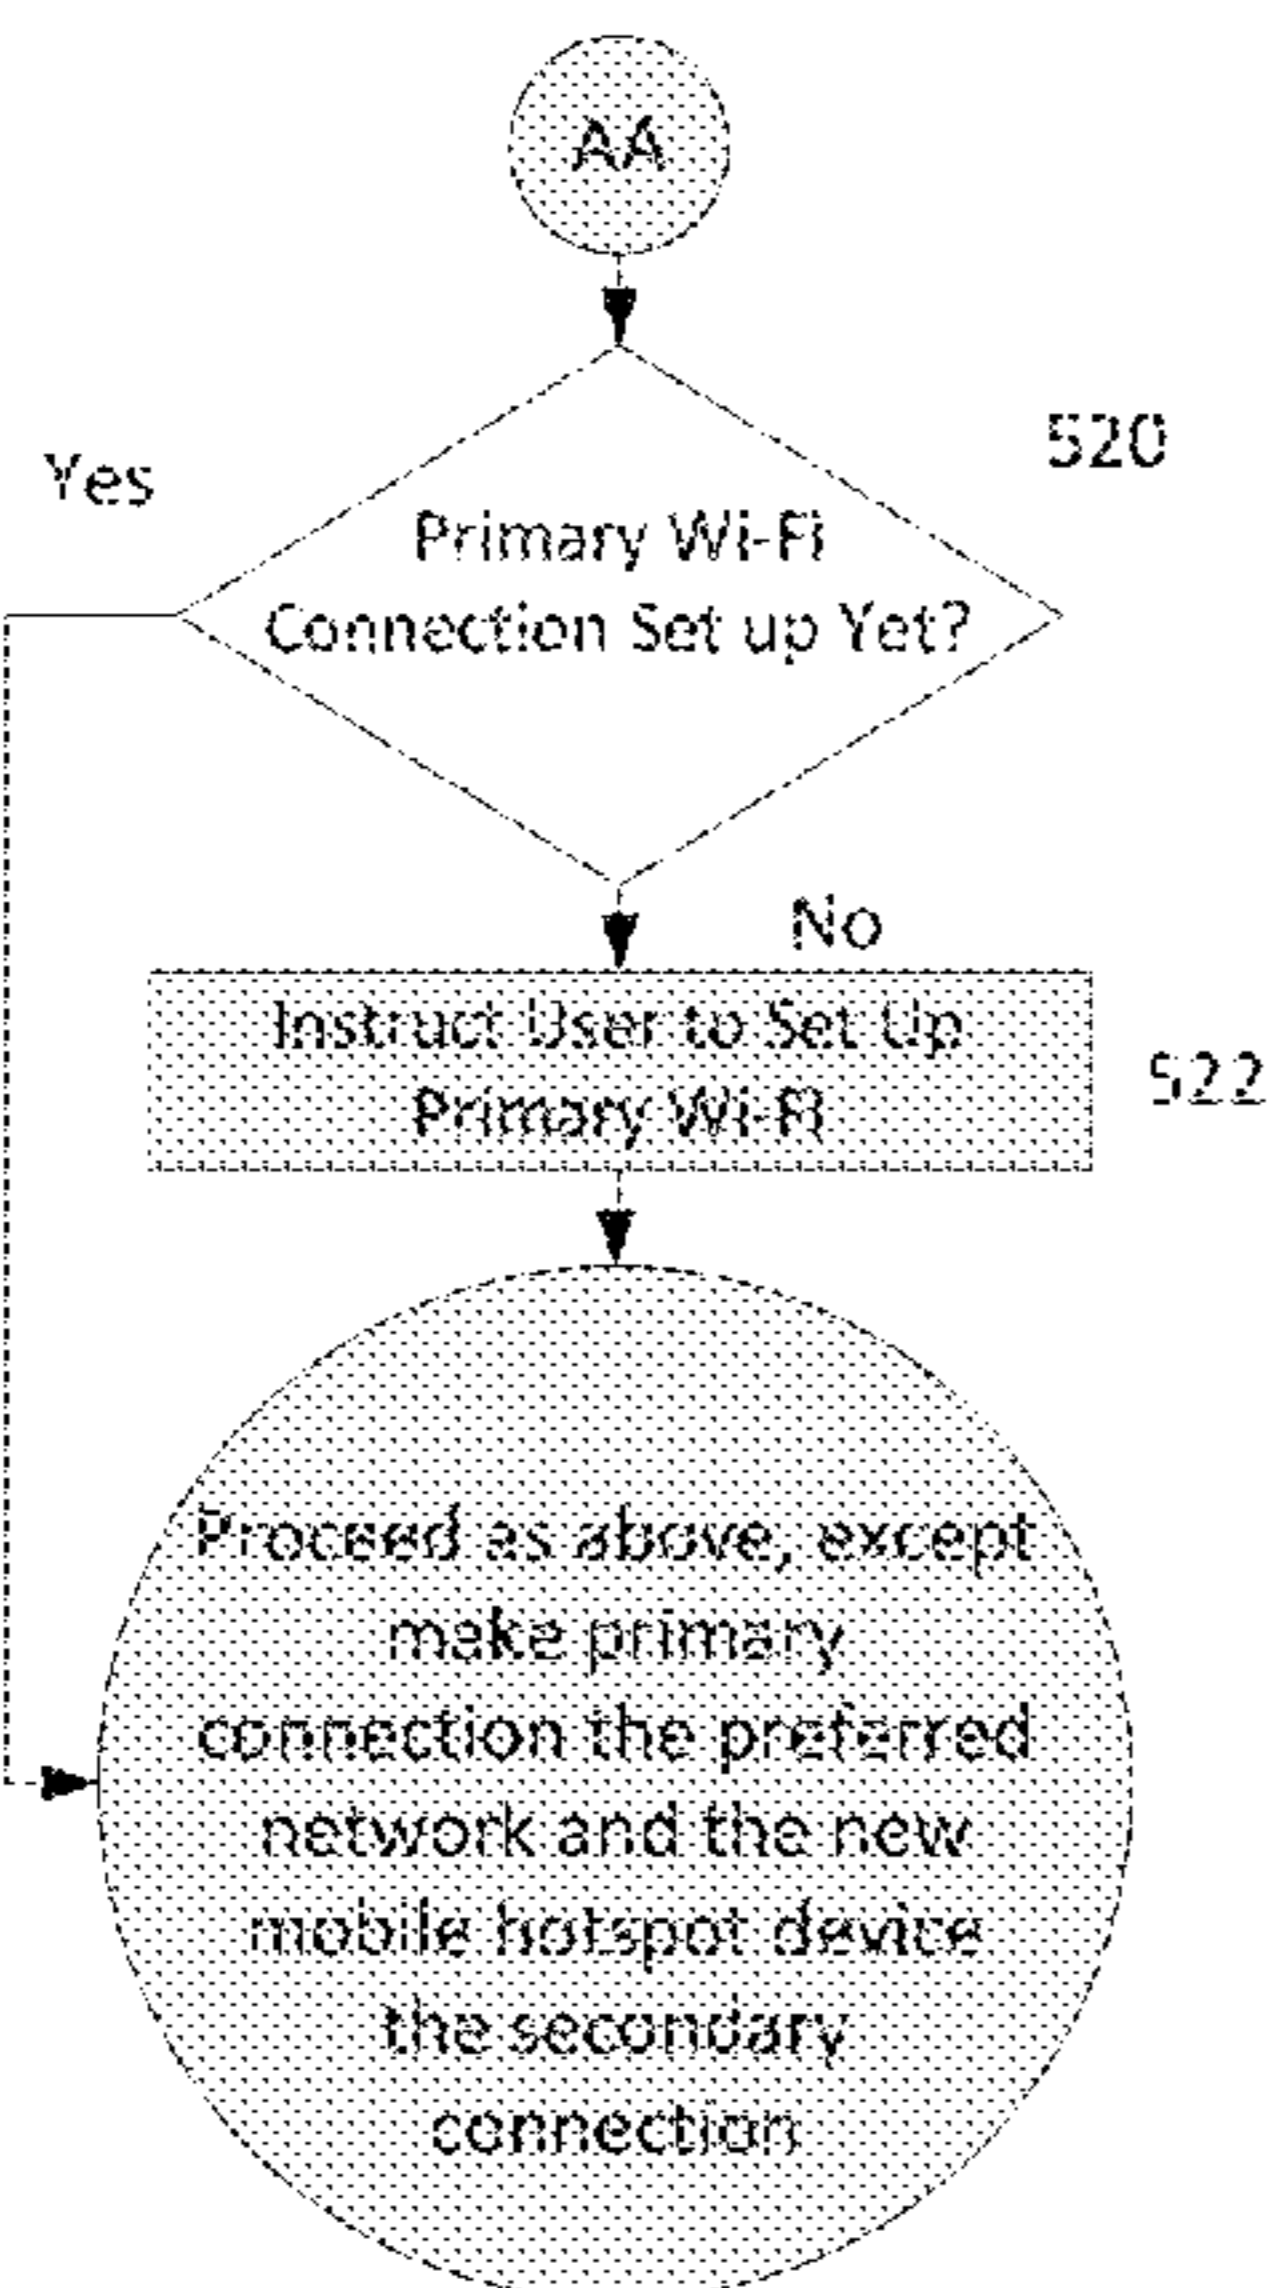 AA
520
Yes
Primary Wi-Fi
Connection Set up Yet?
No
Instruct User to Set Up
Primary Wi-Fi
522
Proceed as above, except
make primary
connection the preferred
network and the new
mobile hotspot device
the secondary
connection